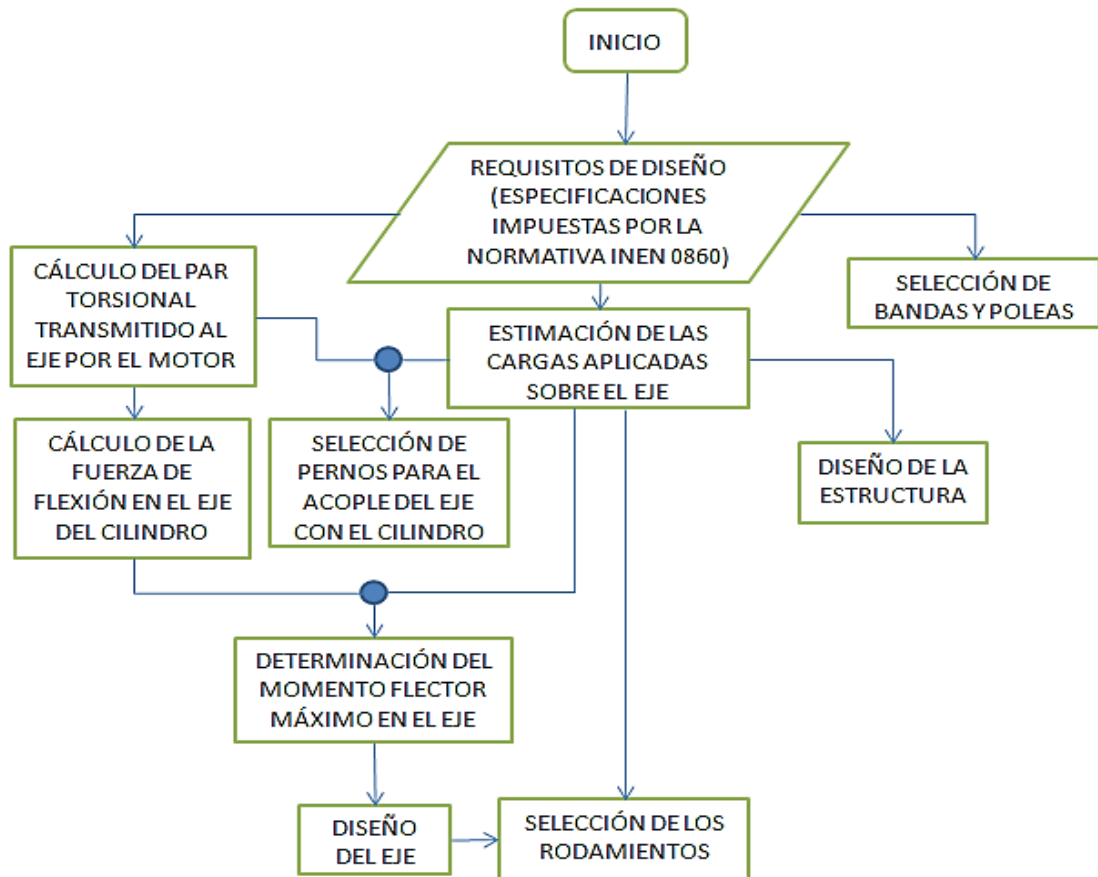 INICIO
REQUISITOS DE DISEÑO
(ESPECIFICACIONES
IMPUESTAS POR LA
NORMATIVA INEN 0860)
CÁLCULO DEL PAR
TORSIONAL
TRANSMITIDO AL
EJE POR EL MOTOR
SELECCIÓN DE
BANDAS Y POLEAS
ESTIMACIÓN DE LAS
CARGAS APLICADAS
SOBRE EL EJE
CÁLCULO DE LA
FUERZA DE
FLEXIÓN EN EL EJE
DEL CILINDRO
SELECCIÓN DE
PERNOS PARA EL
ACOPLE DEL EJE
CON EL CILINDRO
DISEÑO DE LA
ESTRUCTURA
DETERMINACIÓN DEL
MOMENTO FLECTOR
MÁXIMO EN EL EJE
DISEÑO
DEL EJE
SELECCIÓN DE LOS
RODAMIENTOS